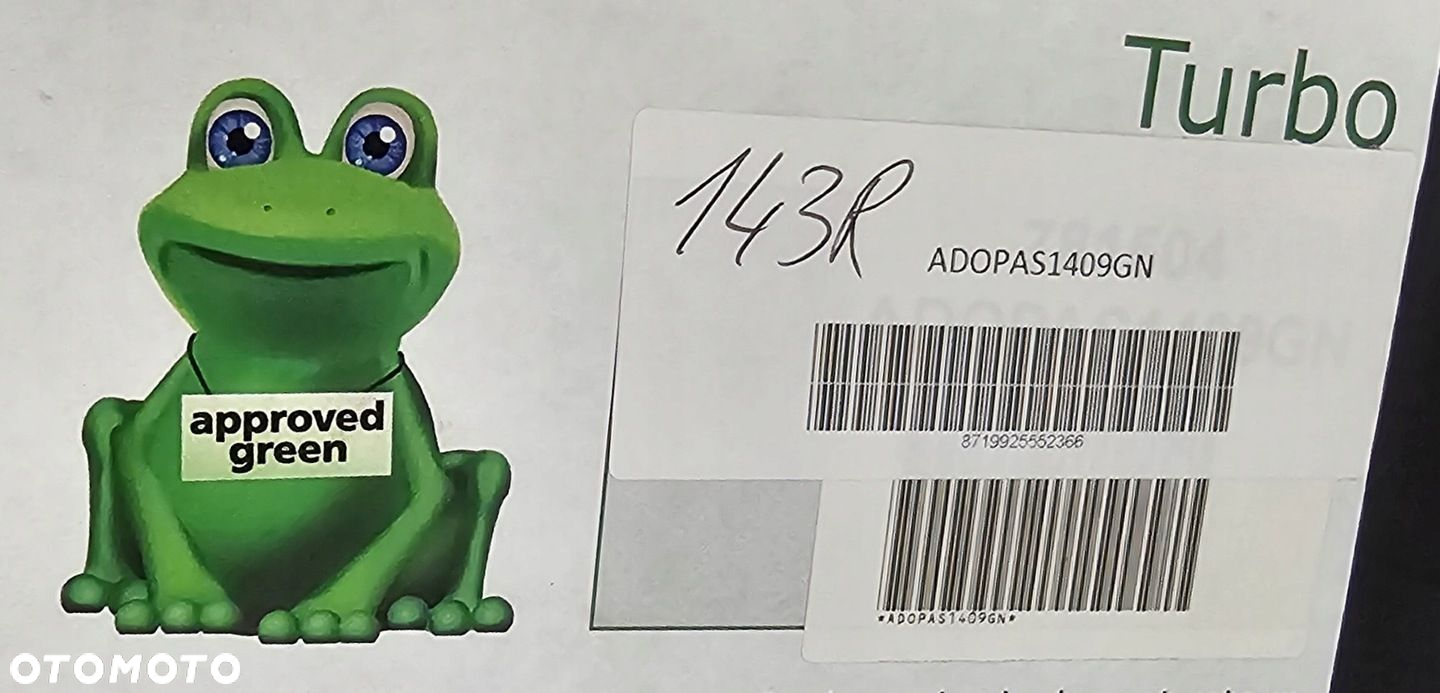 Turbo
143R
ADOPAS1409GN
8719925552366
*ADOPAS1409GN*
approved
green
OTOMOTO